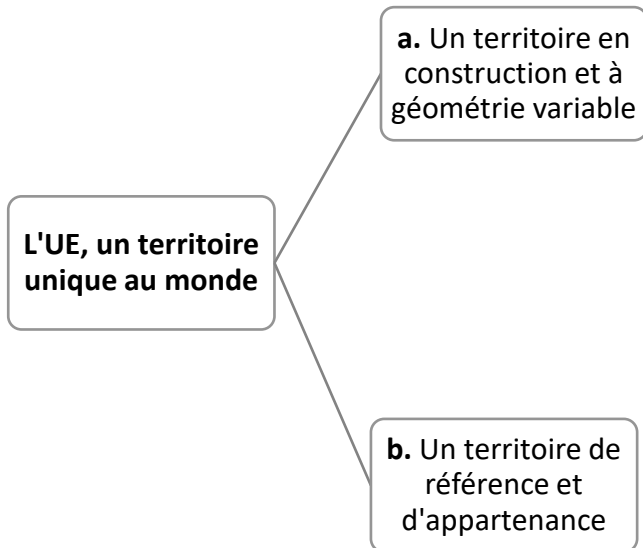 a. Un territoire en
construction et à
géométrie variable
L'UE, un territoire
unique au monde
b. Un territoire de
référence et
d'appartenance